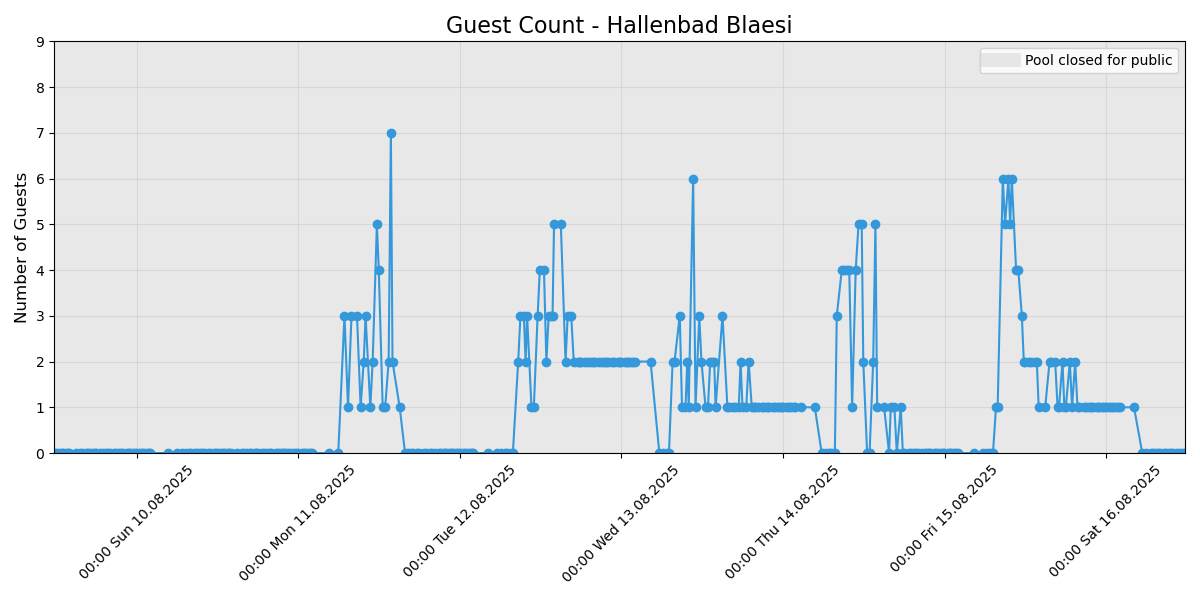 Guest Count - Hallenbad Blaesi
Pool closed for public
Number of Guests
9
8
7
6
5
4
3
2
1
0
00:00 Sun 10.08.2025
00:00 Mon 11.08.2025
00:00 Tue 12.08.2025
00:00 Wed 13.08.2025
00:00 Thu 14.08.2025
00:00 Fri 15.08.2025
00:00 Sat 16.08.2025